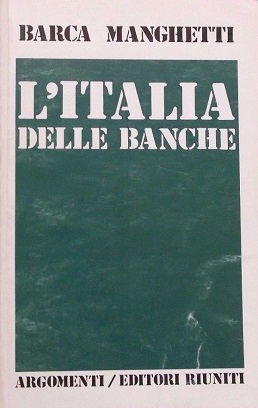 BARCA MANGHETTI
L'ITALIA
DELLE BANCHE
ARGOMENTI/EDITORI RIUNITI